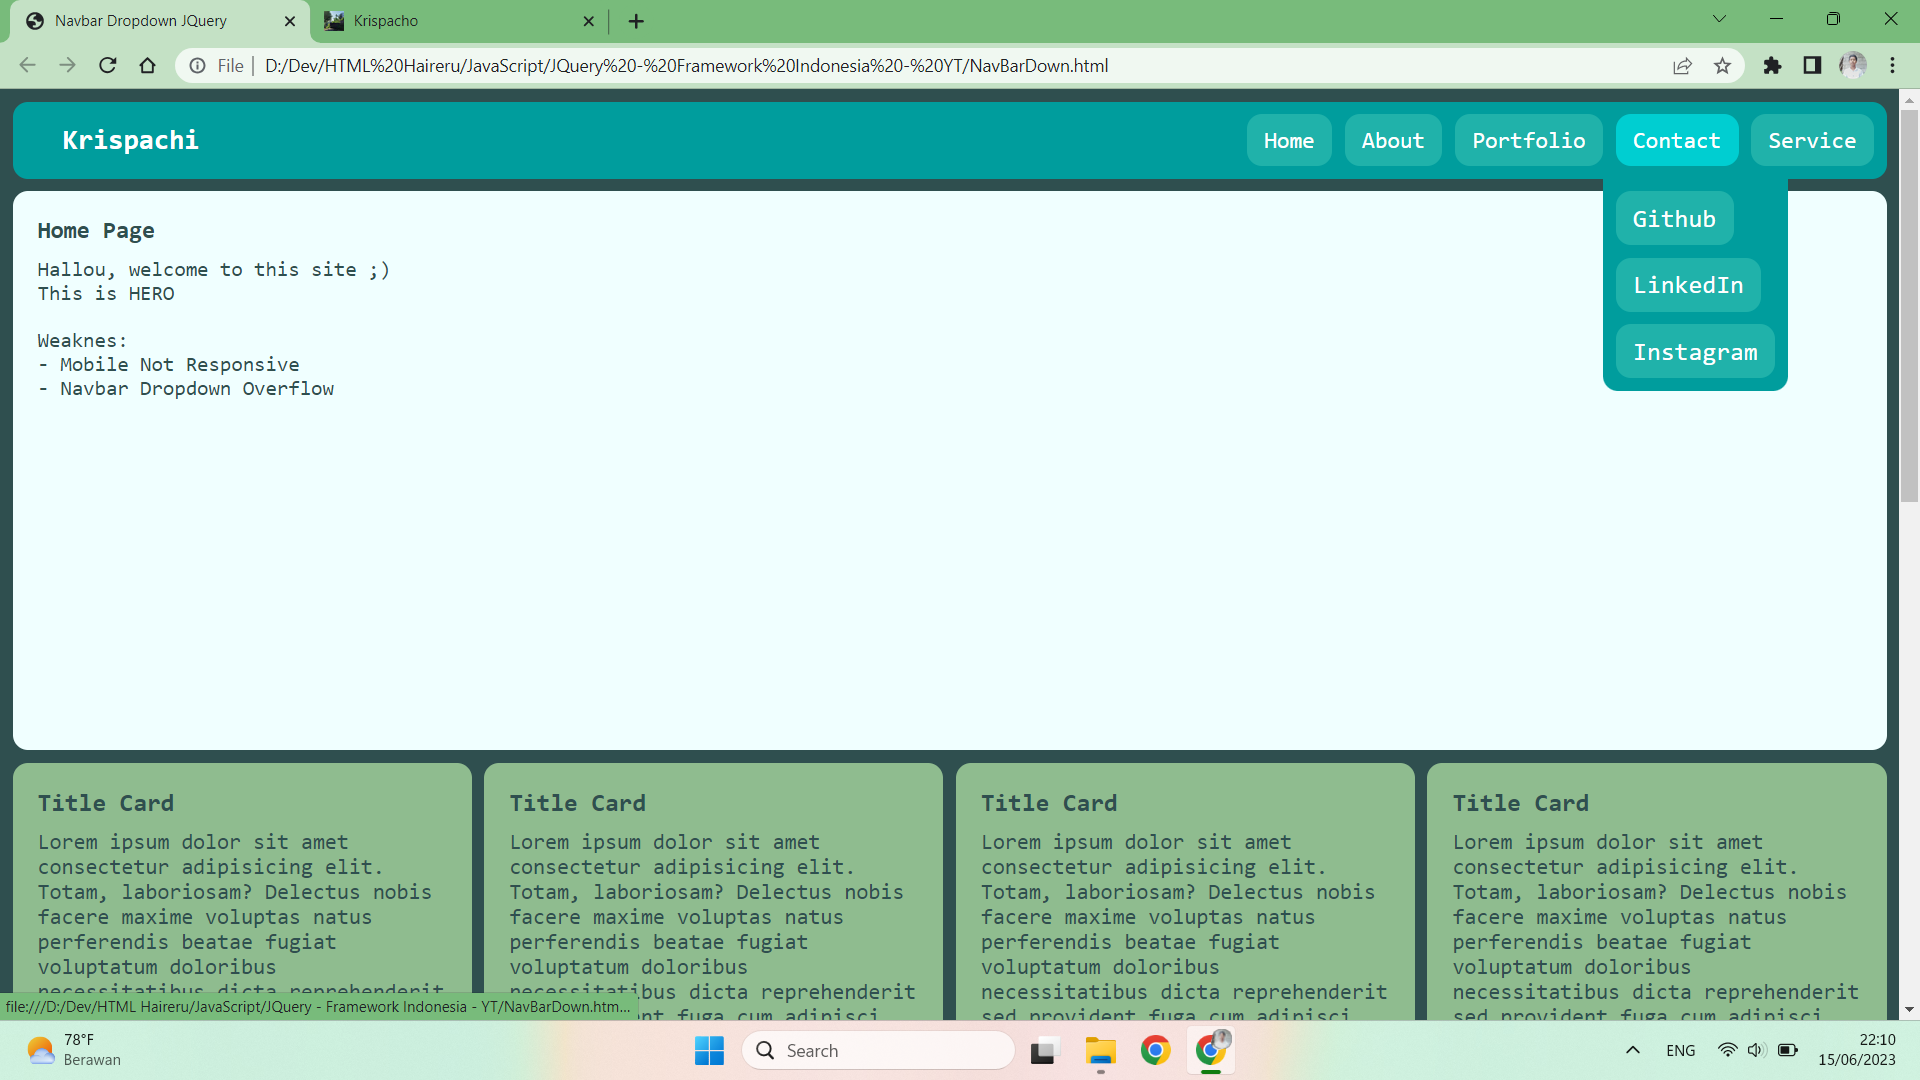 Navbar Dropdown JQuery
Krispacho
File
D:/Dev/HTML%20Haireru/JavaScript/JQuery%20-%20Framework%20Indonesia%20-%20YT/NavBarDown.html
Krispachi
Home
About
Portfolio
Contact
Service
Github
LinkedIn
Instagram
Home Page
Hallou, welcome to this site ;)
This is HERO
Weaknes:
- Mobile Not Responsive
- Navbar Dropdown Overflow
Title Card
Lorem ipsum dolor sit amet
consectetur adipisicing elit.
Totam, laboriosam? Delectus nobis
facere maxime voluptas natus
perferendis beatae fugiat
voluptatum doloribus
necessitatibus dicta reprehenderit
Title Card
Lorem ipsum dolor sit amet
consectetur adipisicing elit.
Totam, laboriosam? Delectus nobis
facere maxime voluptas natus
perferendis beatae fugiat
voluptatum doloribus
necessitatibus dicta reprehenderit
fuga cum adipisci
Title Card
Lorem ipsum dolor sit amet
consectetur adipisicing elit.
Totam, laboriosam? Delectus nobis
facere maxime voluptas natus
perferendis beatae fugiat
voluptatum doloribus
necessitatibus dicta reprehenderit
sed provident fuga cum adipisci
Title Card
Lorem ipsum dolor sit amet
consectetur adipisicing elit.
Totam, laboriosam? Delectus nobis
facere maxime voluptas natus
perferendis beatae fugiat
voluptatum doloribus
necessitatibus dicta reprehenderit
sed provident fuga cum adipisci
file:///D:/Dev/HTML Haireru/JavaScript/JQuery - Framework Indonesia - YT/NavBarDown.htm...
78°F
Berawan
Search
ENG
22:10
15/06/2023